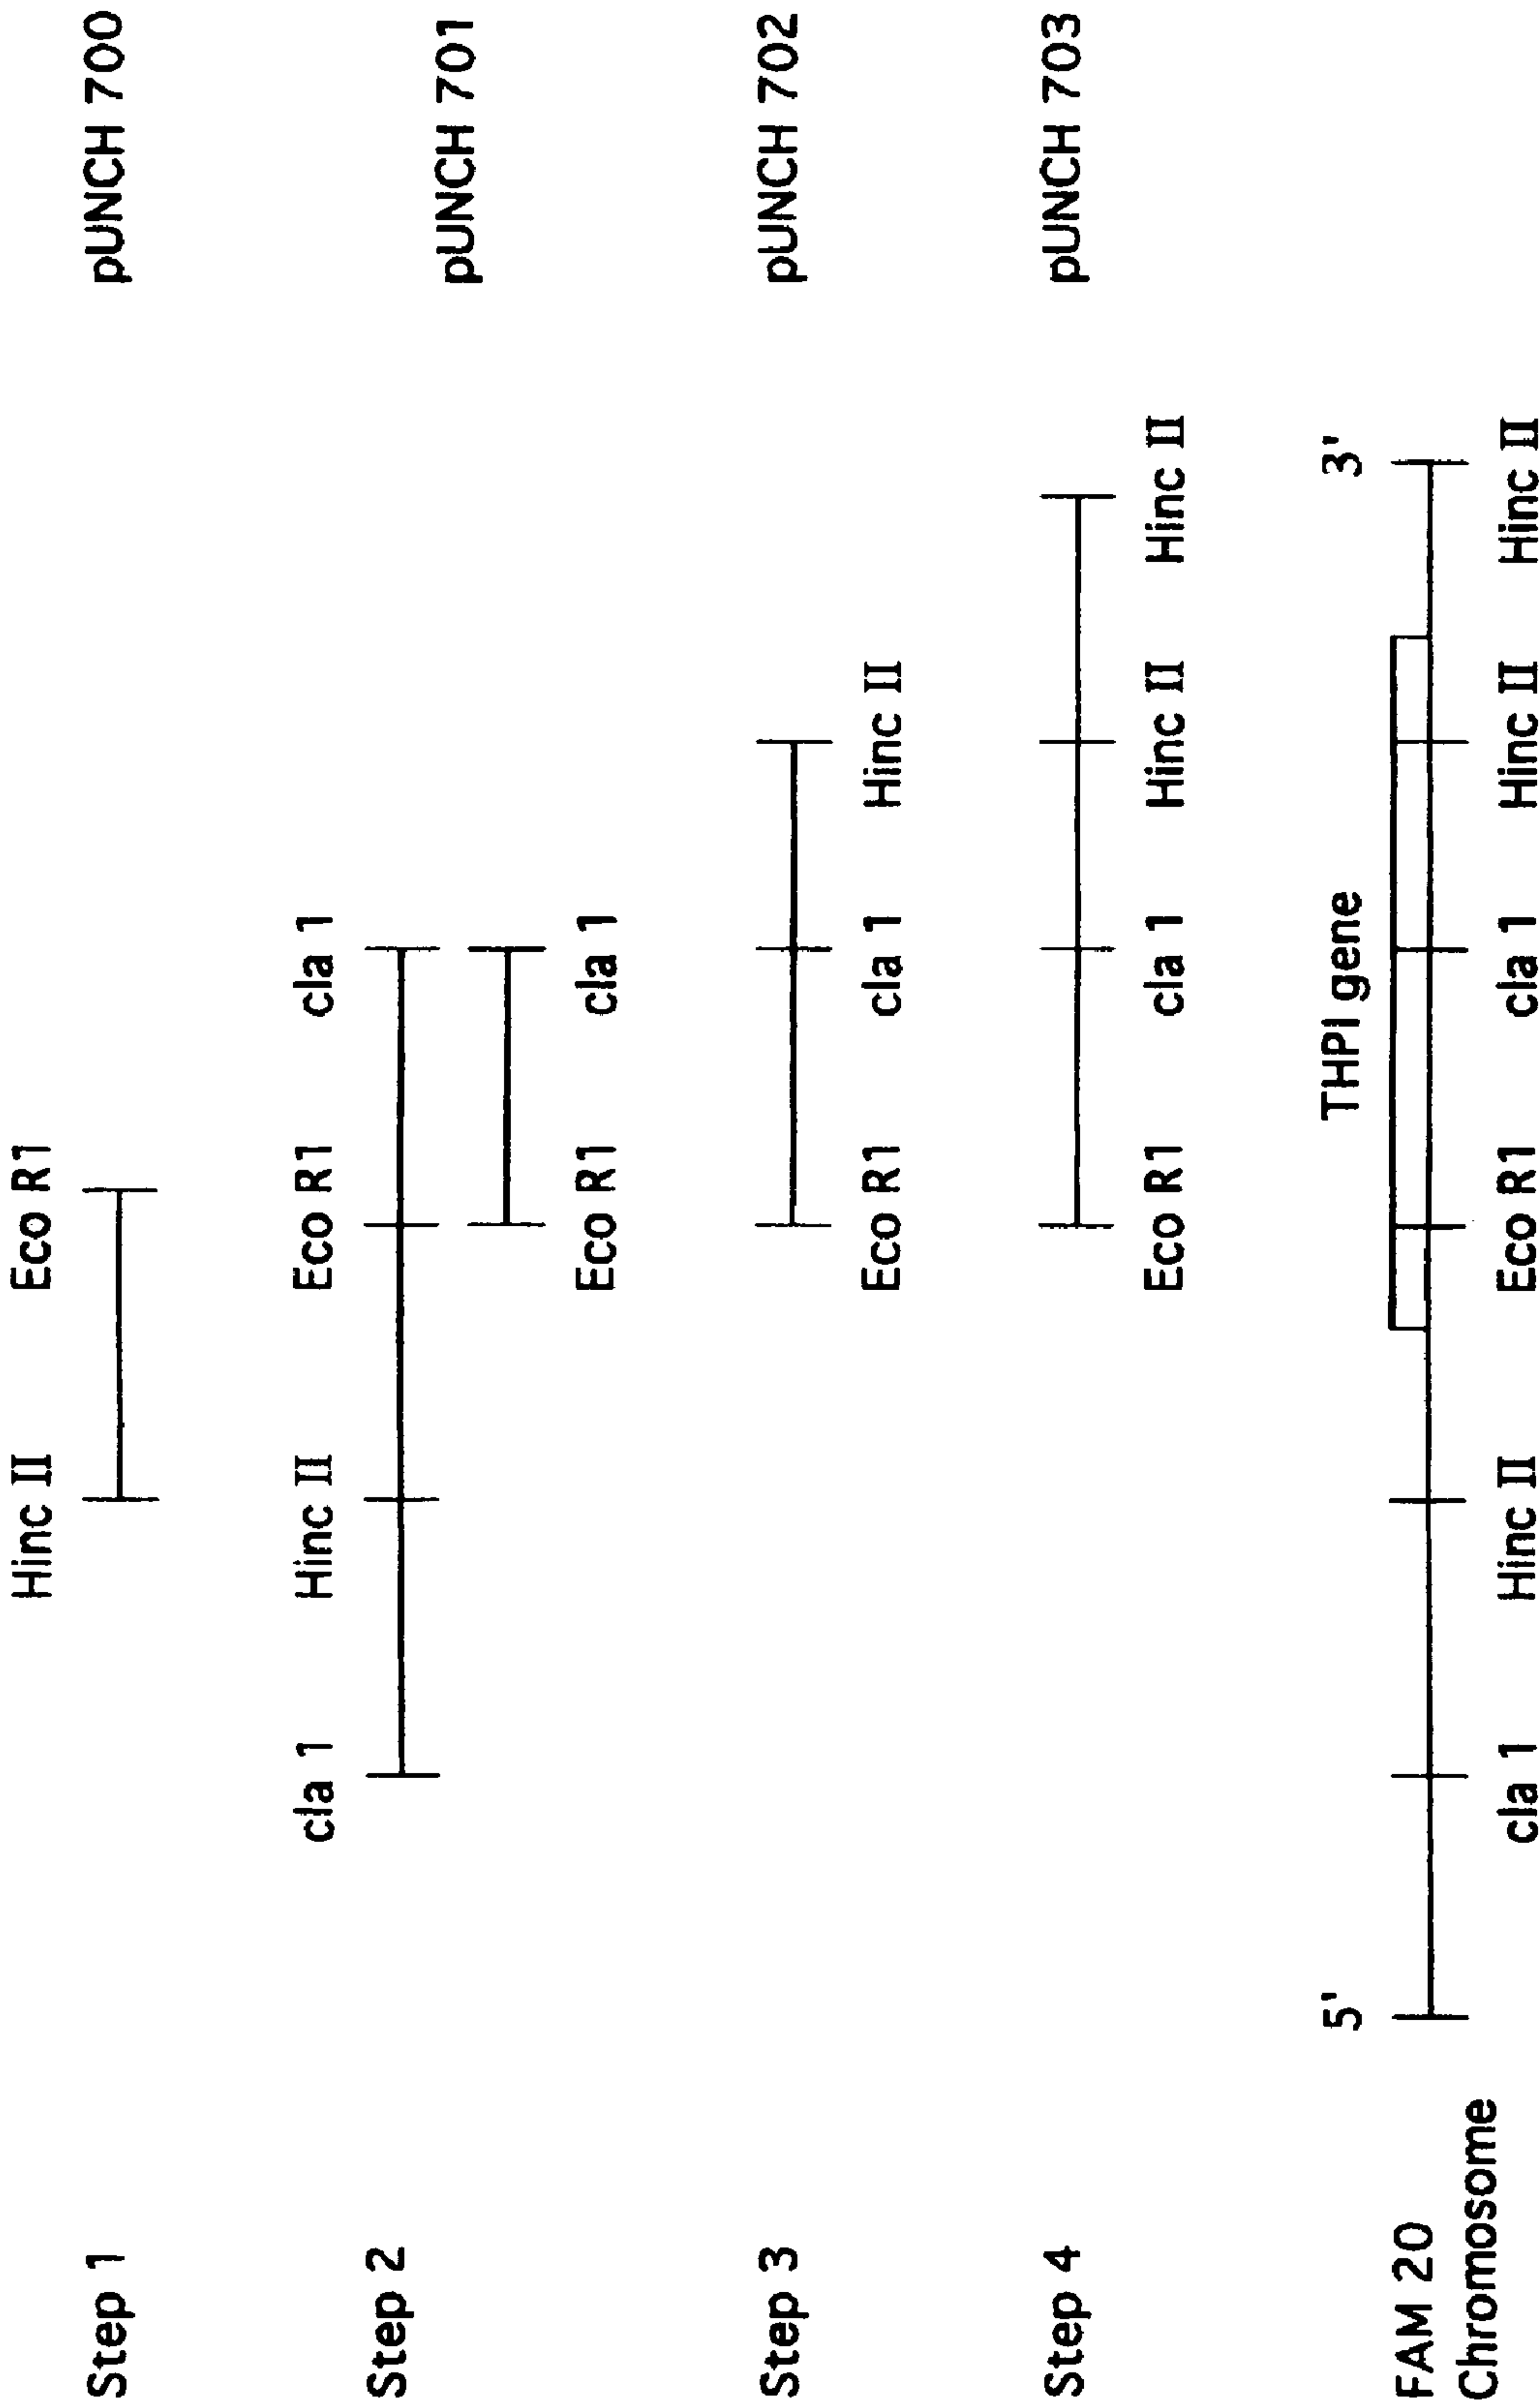 Hinc II Eco R1
Step 1 pUNCH 700
cla 1 Hinc II Eco R1 cla 1
Step 2 pUNCH 701
Eco R1 cla 1
Step 3 pUNCH 702
Eco R1 cla 1 Hinc II
Step 4 pUNCH 703
Eco R1 cla 1 Hinc II Hinc II
5' THPI gene 3'
FAM 20
Chromosome
cla 1 Hinc II Eco R1 cla 1 Hinc II Hinc II